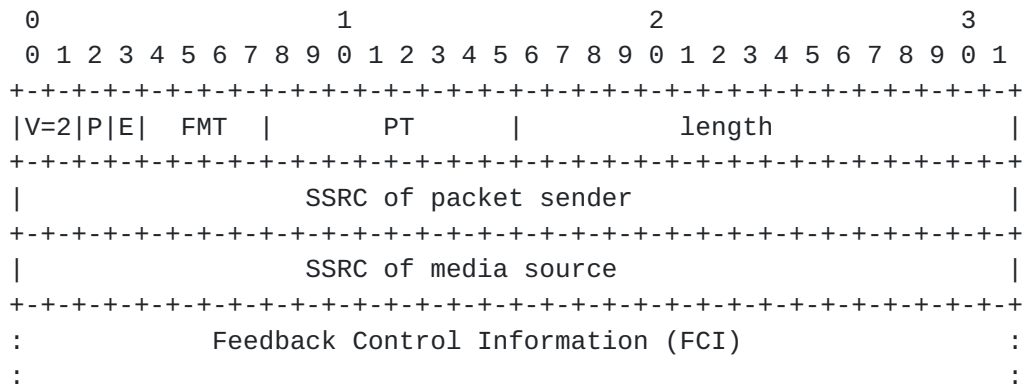 0                   1                   2                   3
 0 1 2 3 4 5 6 7 8 9 0 1 2 3 4 5 6 7 8 9 0 1 2 3 4 5 6 7 8 9 0 1
+-+-+-+-+-+-+-+-+-+-+-+-+-+-+-+-+-+-+-+-+-+-+-+-+-+-+-+-+-+-+-+-+
|V=2|P|E|  FMT  |       PT      |          length               |
+-+-+-+-+-+-+-+-+-+-+-+-+-+-+-+-+-+-+-+-+-+-+-+-+-+-+-+-+-+-+-+-+
|                  SSRC of packet sender                        |
+-+-+-+-+-+-+-+-+-+-+-+-+-+-+-+-+-+-+-+-+-+-+-+-+-+-+-+-+-+-+-+-+
|                  SSRC of media source                         |
+-+-+-+-+-+-+-+-+-+-+-+-+-+-+-+-+-+-+-+-+-+-+-+-+-+-+-+-+-+-+-+-+
:            Feedback Control Information (FCI)                 :
:                                                               :